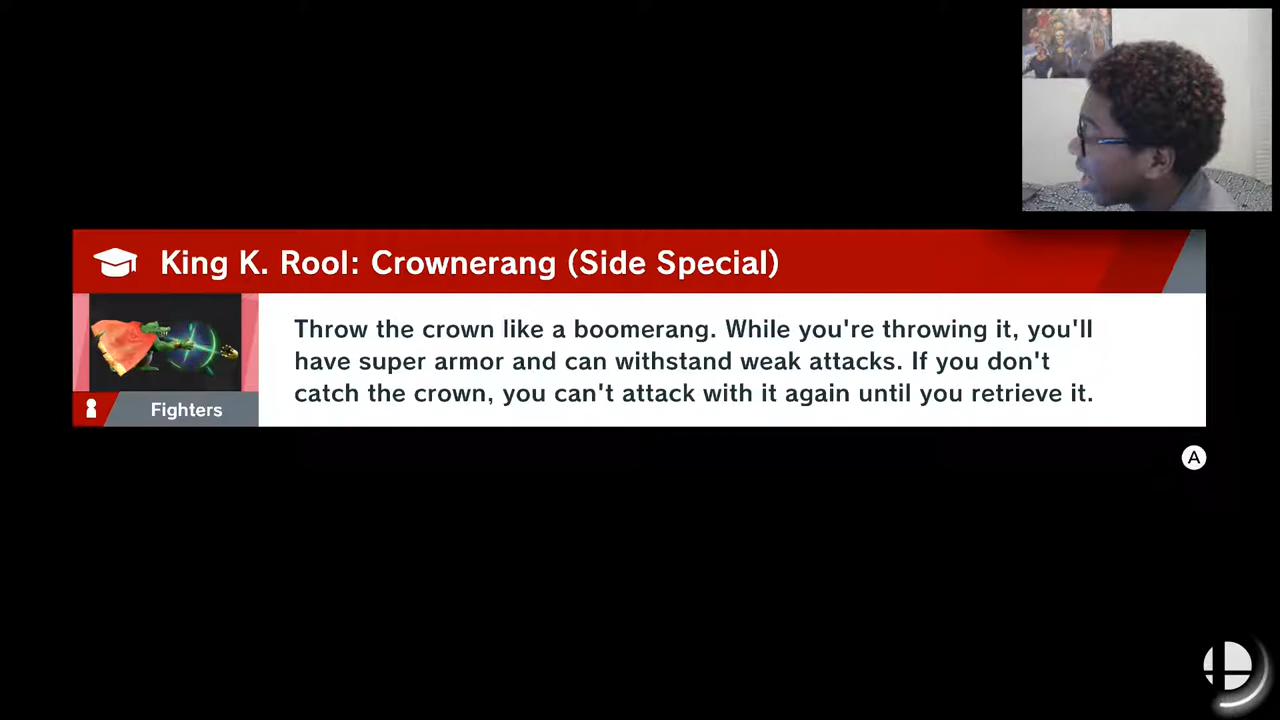 King K. Rool: Crownerang (Side Special)
Throw the crown like a boomerang. While you're throwing it, you'll
have super armor and can withstand weak attacks. If you don't
catch the crown, you can't attack with it again until you retrieve it.
Fighters
A